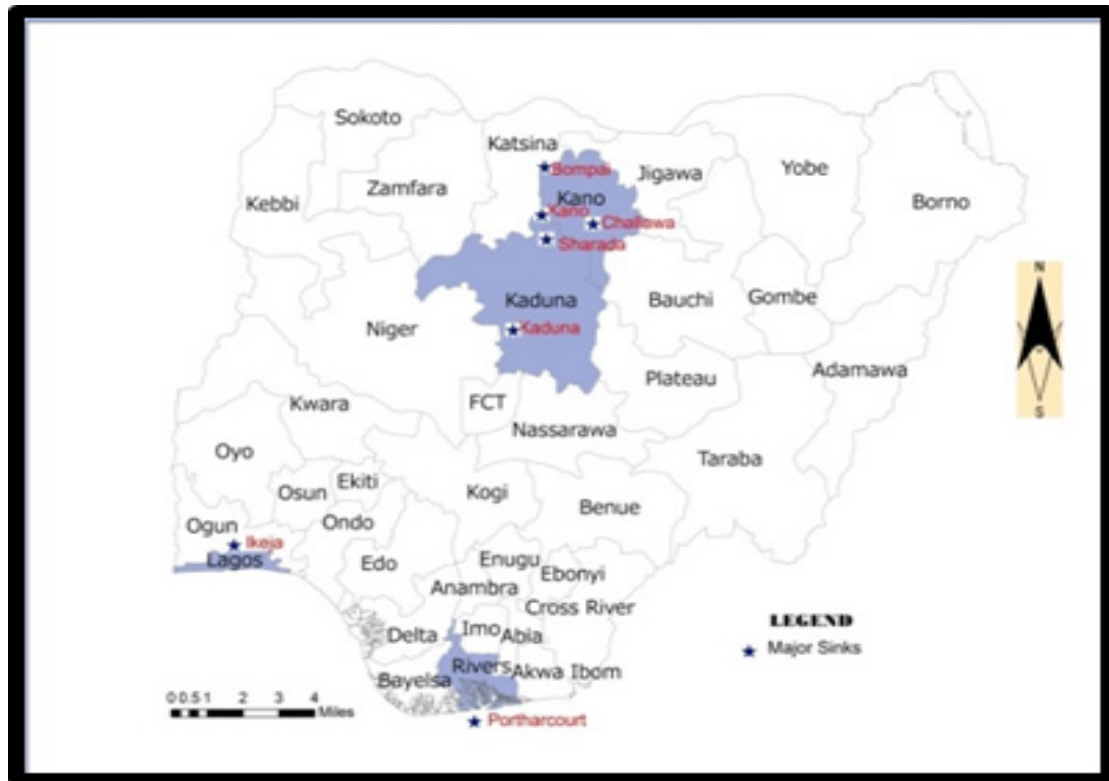 Sokoto
Katsina
Bompai
Jigawa
Yobe
Zamfara
Kebbi
Kano
Borno
Kano
Challawa
Sharada
N
Kaduna
Bauchi
Gombe
Niger
Kaduna
Adamawa
Plateau
S
Kwara
FCT
Nassarawa
Oyo
Taraba
Ekiti
Osun
Kogi
Benue
Ogun
Ondo
Ikeja
Lagos
Edo
Enugu
Ebonyi
Anambra
Cross River
LEGEND
Delta
Imo
Abia
Major Sinks
Rivers
Akwa Ibom
Bayelsa
0 0.5 1 2 3 4
Miles
Portharcourt